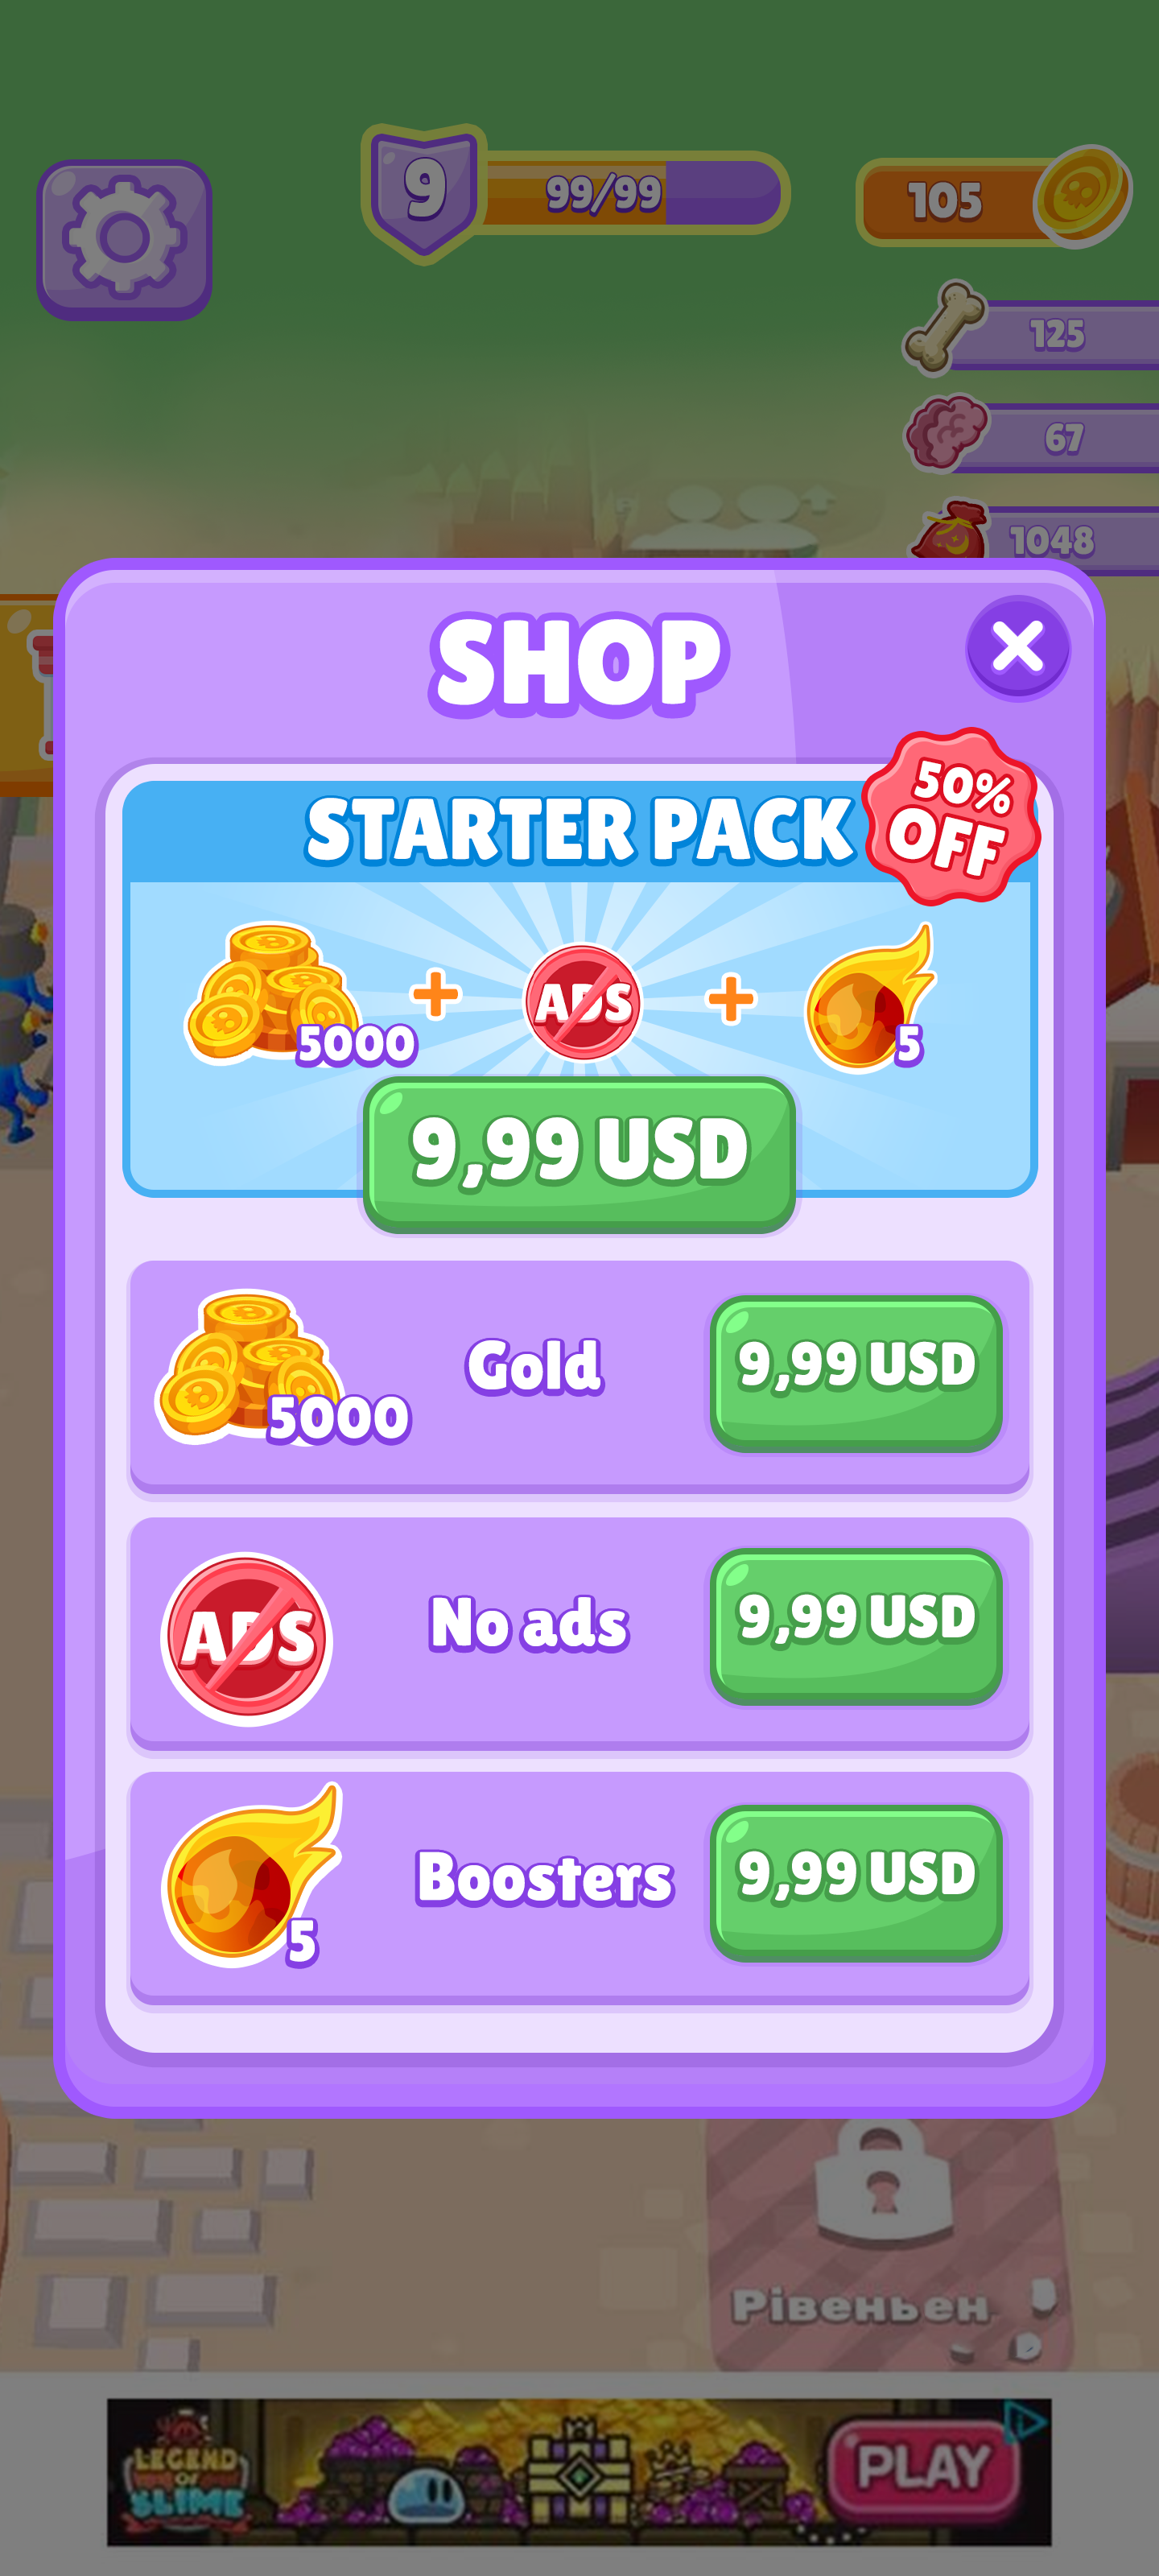 9
99/99
105
125
67
1048
SHOP
50%
OFF
STARTER PACK
5000
+
ADS
+
5
9,99 USD
5000
Gold
9,99 USD
ADS
No ads
9,99 USD
5
Boosters
9,99 USD
Рівеньен
LEGEND
OF
SLIME
PLAY